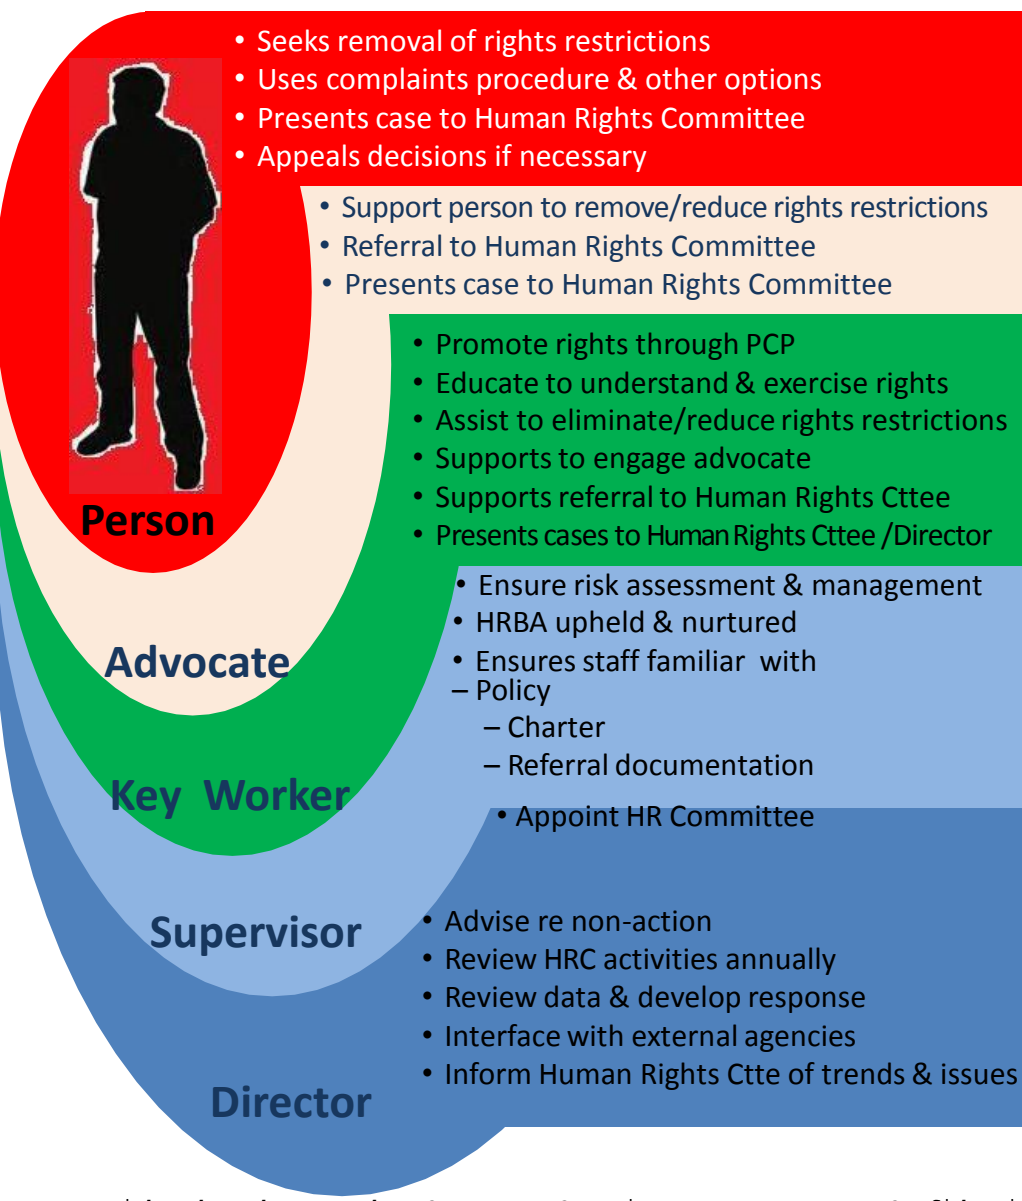 • Seeks removal of rights restrictions
• Uses complaints procedure & other options
• Presents case to Human Rights Committee
• Appeals decisions if necessary
Person
• Support person to remove/reduce rights restrictions
• Referral to Human Rights Committee
• Presents case to Human Rights Committee
Advocate
• Promote rights through PCP
• Educate to understand & exercise rights
• Assist to eliminate/reduce rights restrictions
• Supports to engage advocate
• Supports referral to Human Rights Cttee
• Presents cases to Human Rights Cttee /Director
Key Worker
• Ensure risk assessment & management
• HRBA upheld & nurtured
• Ensures staff familiar with
– Policy
– Charter
– Referral documentation
Supervisor
• Appoint HR Committee
• Advise re non-action
• Review HRC activities annually
• Review data & develop response
• Interface with external agencies
• Inform Human Rights Ctte of trends & issues
Director